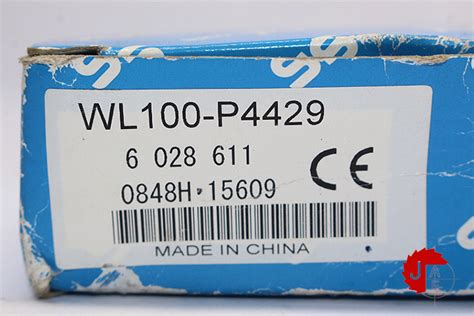 WL100-P4429
6 028 611
CE
0848H·15609
MADE IN CHINA